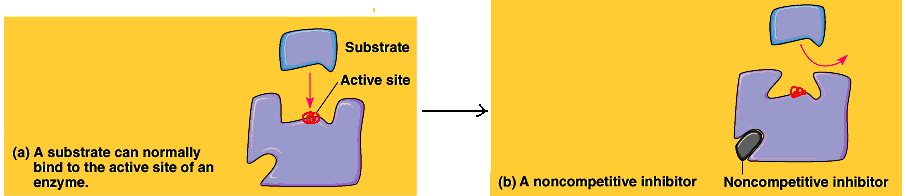 Substrate
Active site
(a) A substrate can normally
bind to the active site of an
enzyme.
(b) A noncompetitive inhibitor
Noncompetitive inhibitor